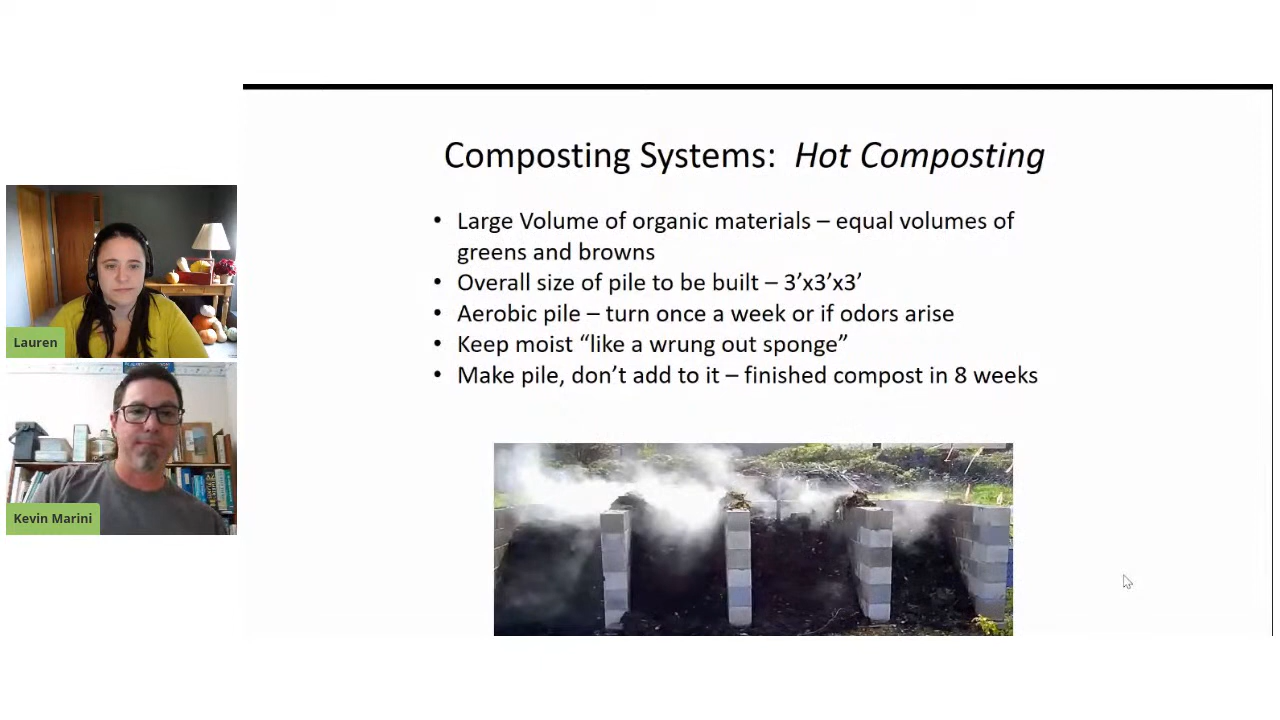 Composting Systems: Hot Composting
• Large Volume of organic materials – equal volumes of
greens and browns
• Overall size of pile to be built – 3’x3’x3’
• Aerobic pile – turn once a week or if odors arise
• Keep moist “like a wrung out sponge”
• Make pile, don’t add to it – finished compost in 8 weeks
Lauren
Kevin Marini